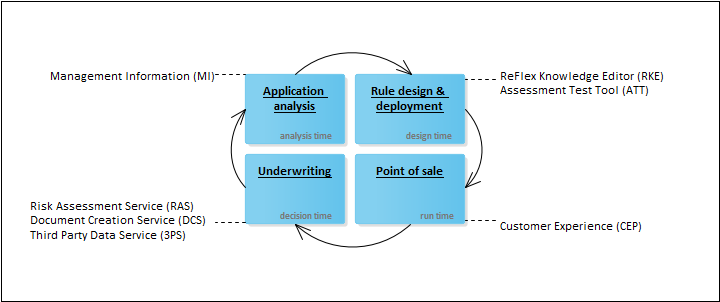 Management Information (MI)
Application
analysis
analysis time
Rule design &
deployment
design time
ReFlex Knowledge Editor (RKE)
Assessment Test Tool (ATT)
Underwriting
decision time
Point of sale
run time
Risk Assessment Service (RAS)
Document Creation Service (DCS)
Third Party Data Service (3PS)
Customer Experience (CEP)